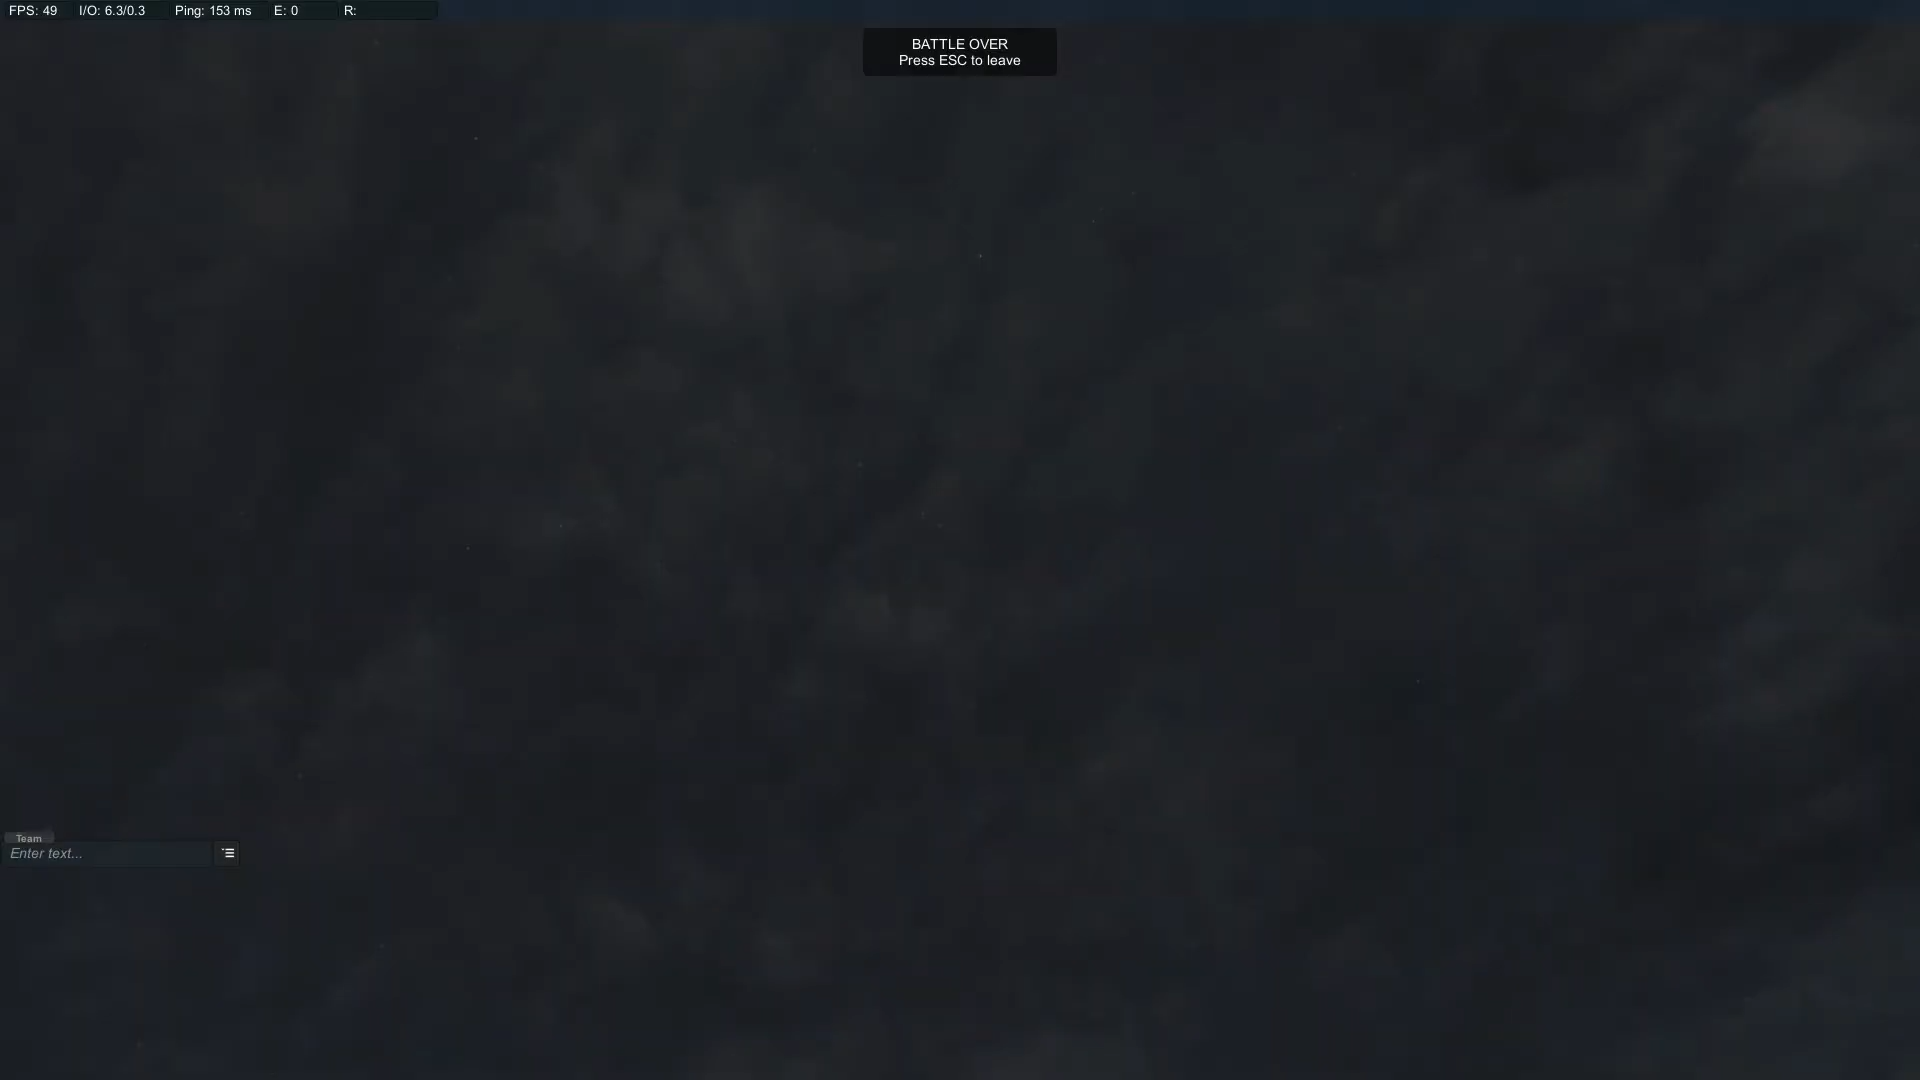 FPS: 49 I/O: 6.3/0.3 Ping: 153 ms E: 0 R:
BATTLE OVER
Press ESC to leave
Team
Enter text...